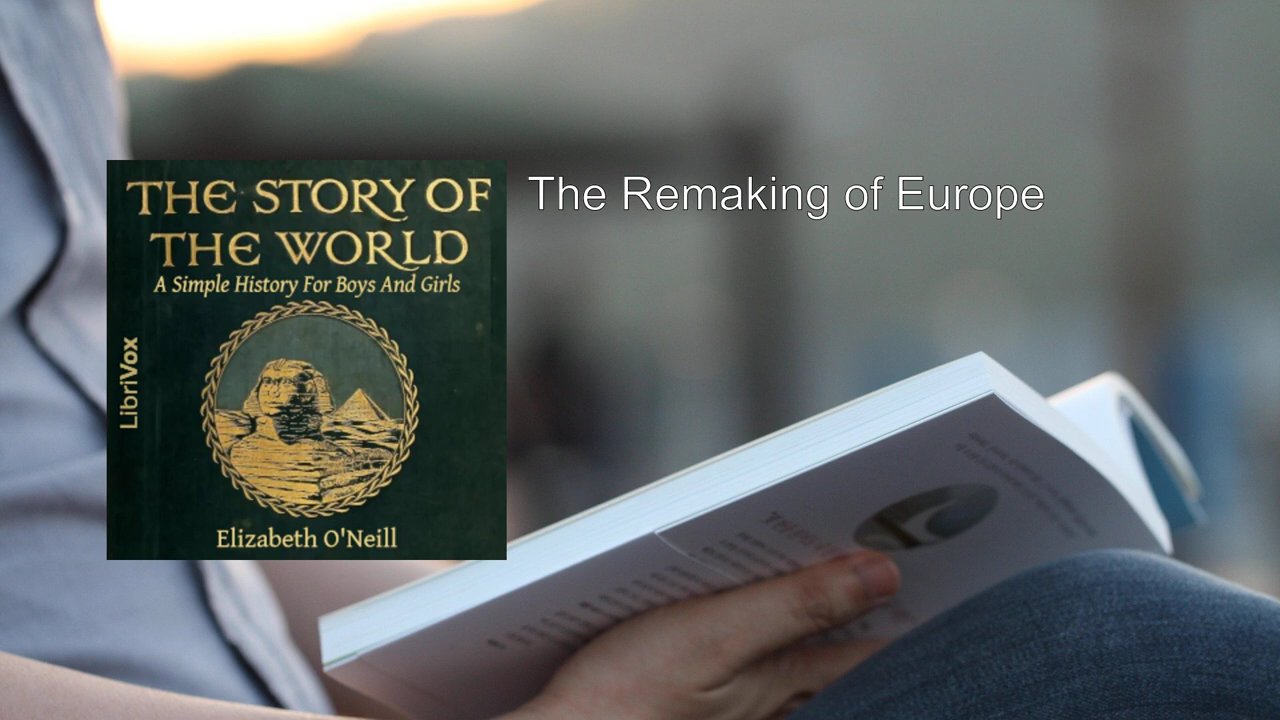 THE STORY OF
THE WORLD
A Simple History For Boys And Girls
LibriVox
Elizabeth O'Neill
The Remaking of Europe